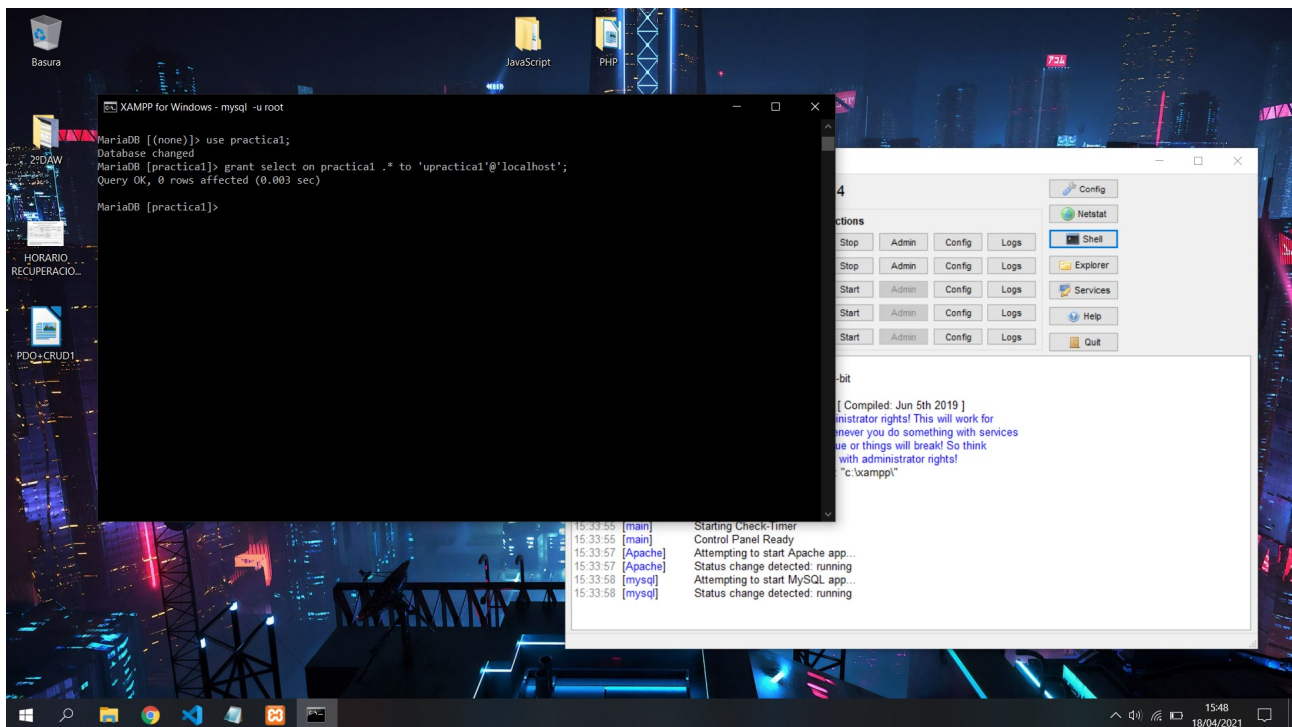 Basura
JavaScript
PHP
2ºDAW
HORARIO
RECUPERACIO...
PDO+CRUD1
XAMPP for Windows - mysql -u root
MariaDB [(none)]> use practica1;
Database changed
MariaDB [practica1]> grant select on practica1 .* to 'upractica1'@'localhost';
Query OK, 0 rows affected (0.003 sec)
MariaDB [practica1]>
4
Config
Netstat
ctions
Stop Admin Config Logs
Shell
Stop Admin Config Logs
Explorer
Start Admin Config Logs
Services
Start Admin Config Logs
Help
Start Admin Config Logs
Quit
-bit
[ Compiled: Jun 5th 2019 ]
inistrator rights! This will work for
enever you do something with services
ue or things will break! So think
with administrator rights!
"c:\xampp\"
15:33:55 [main] Starting Check-Timer
15:33:55 [main] Control Panel Ready
15:33:57 [Apache] Attempting to start Apache app...
15:33:57 [Apache] Status change detected: running
15:33:58 [mysql] Attempting to start MySQL app...
15:33:58 [mysql] Status change detected: running
15:48
18/04/2021